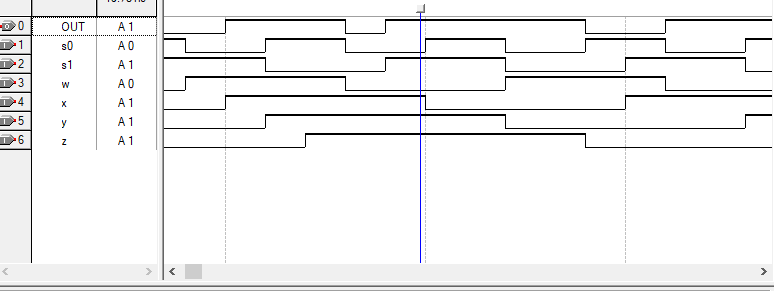 0 OUT A 1
1 s0 A 0
2 s1 A 1
3 w A 0
4 x A 1
5 y A 1
6 z A 1